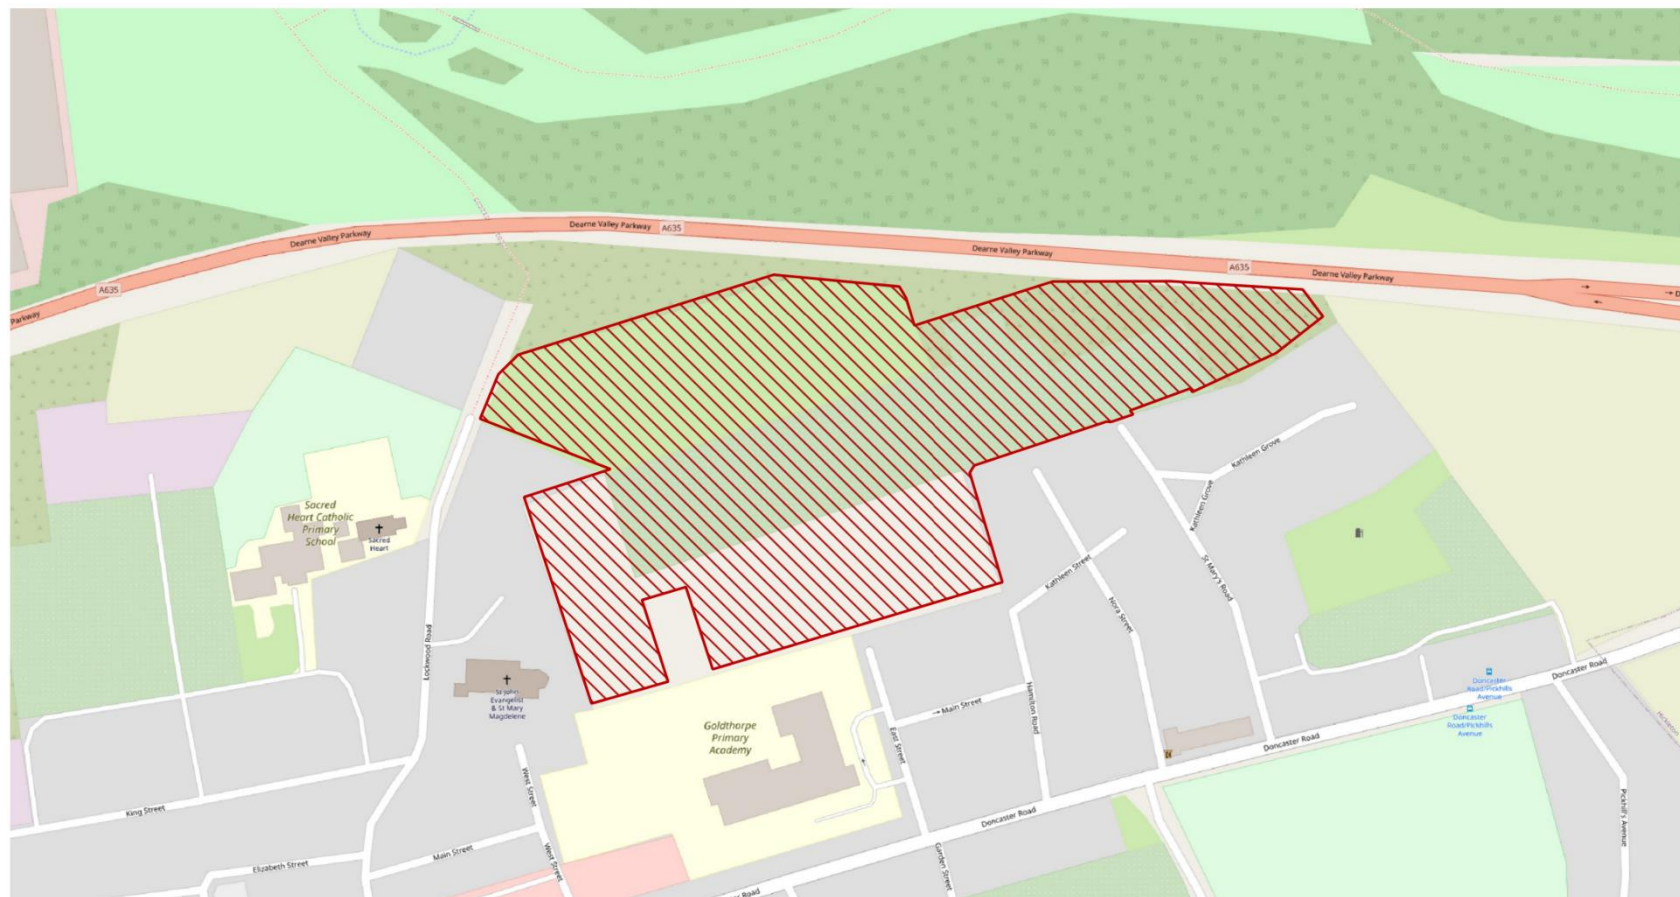 Dearne Valley Parkway
A635
Dearne Valley Parkway
Dearne Valley Parkway
A635
Dearne Valley Parkway
A635
Parkway
Sacred
Heart Catholic
Primary
School
Sacred
Heart
Lockwood Road
St John
Evangelist
& St Mary
Magdelene
Goldthorpe
Primary
Academy
Kathleen Grove
Kathleen Grove
Kathleen Street
St Mary's Road
Nora Street
Hamilton Road
Main Street
East Street
West Street
West Street
Doncaster
Road/Pickhills
Avenue
Doncaster
Road/Pickhills
Avenue
Doncaster Road
Doncaster Road
Doncaster Road
Pickhill's Avenue
King Street
Elizabeth Street
Main Street
Garden Street
Road